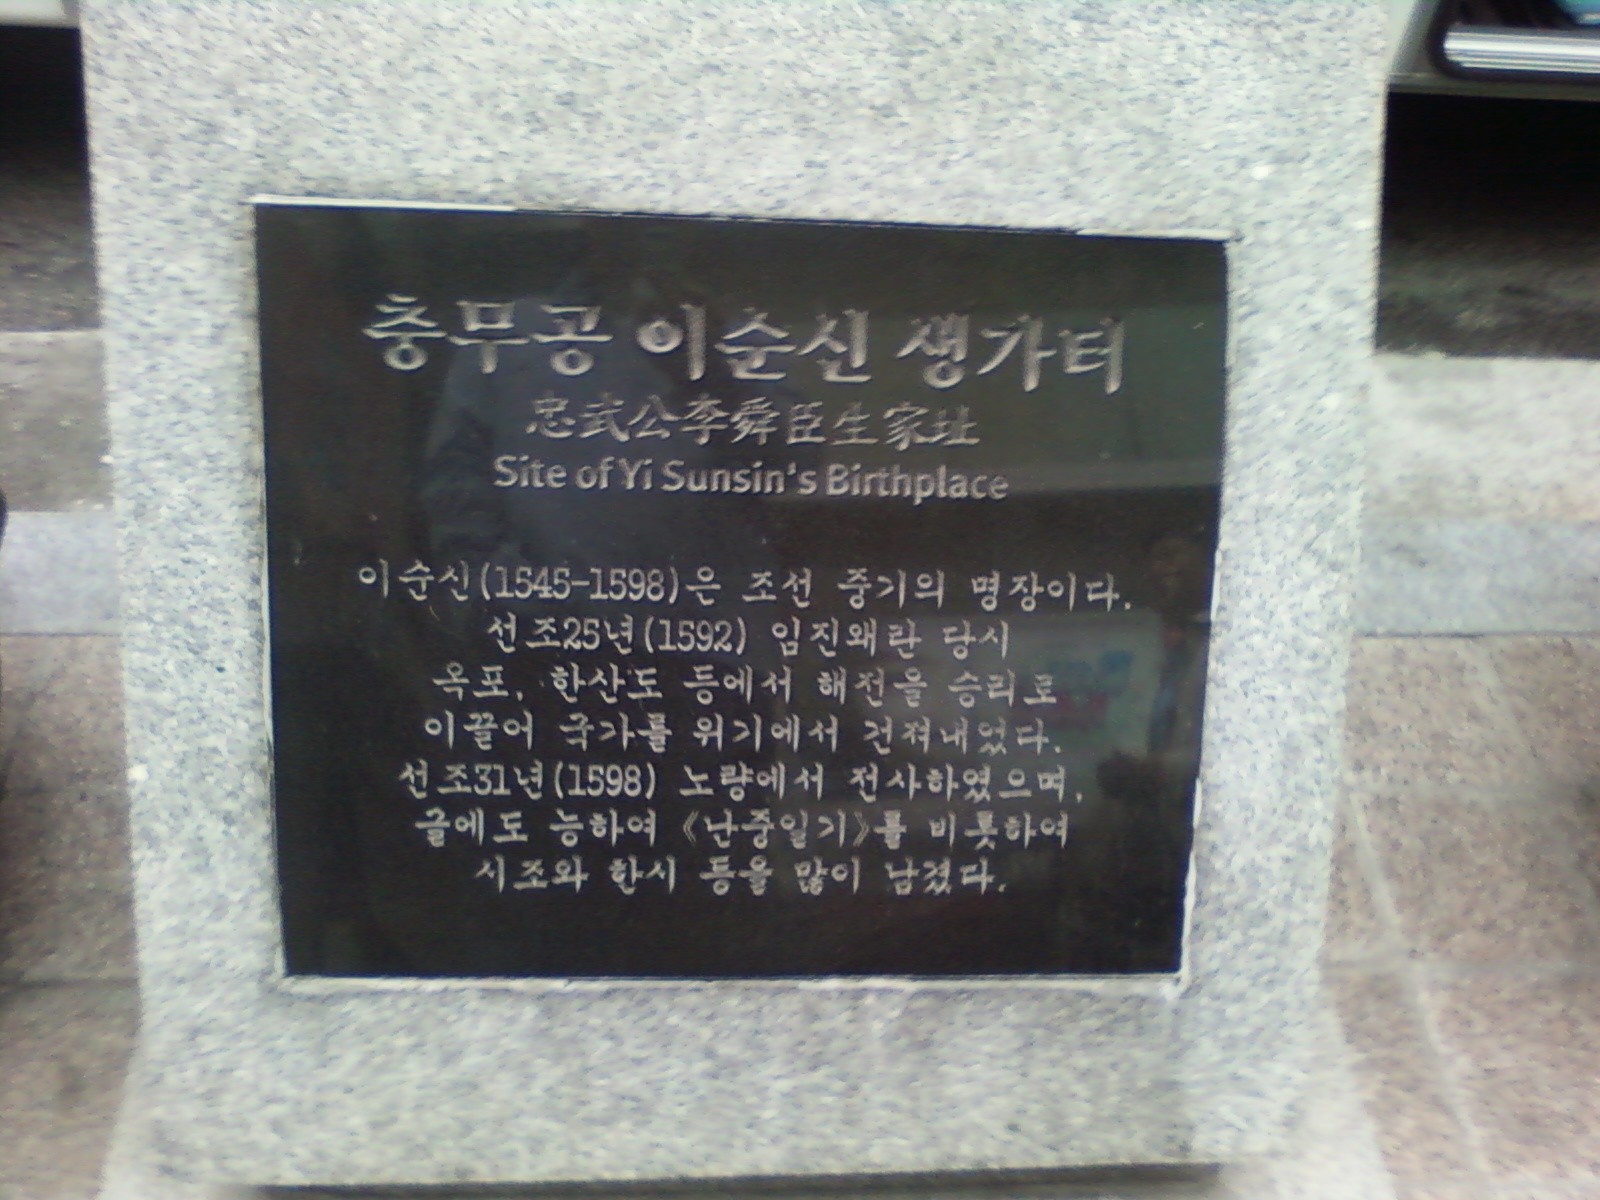 충무공 이순신 생가터
忠武公李舜臣生家址
Site of Yi Sunsin's Birthplace
이순신(1545-1598)은 조선 중기의 명장이다.
선조25년(1592) 임진왜란 당시
옥포, 한산도 등에서 해전을 승리로
이끌어 국가를 위기에서 건져내었다.
선조31년(1598) 노량에서 전사하였으며,
글에도 능하여 《난중일기》를 비롯하여
시조와 한시 등을 많이 남겼다.